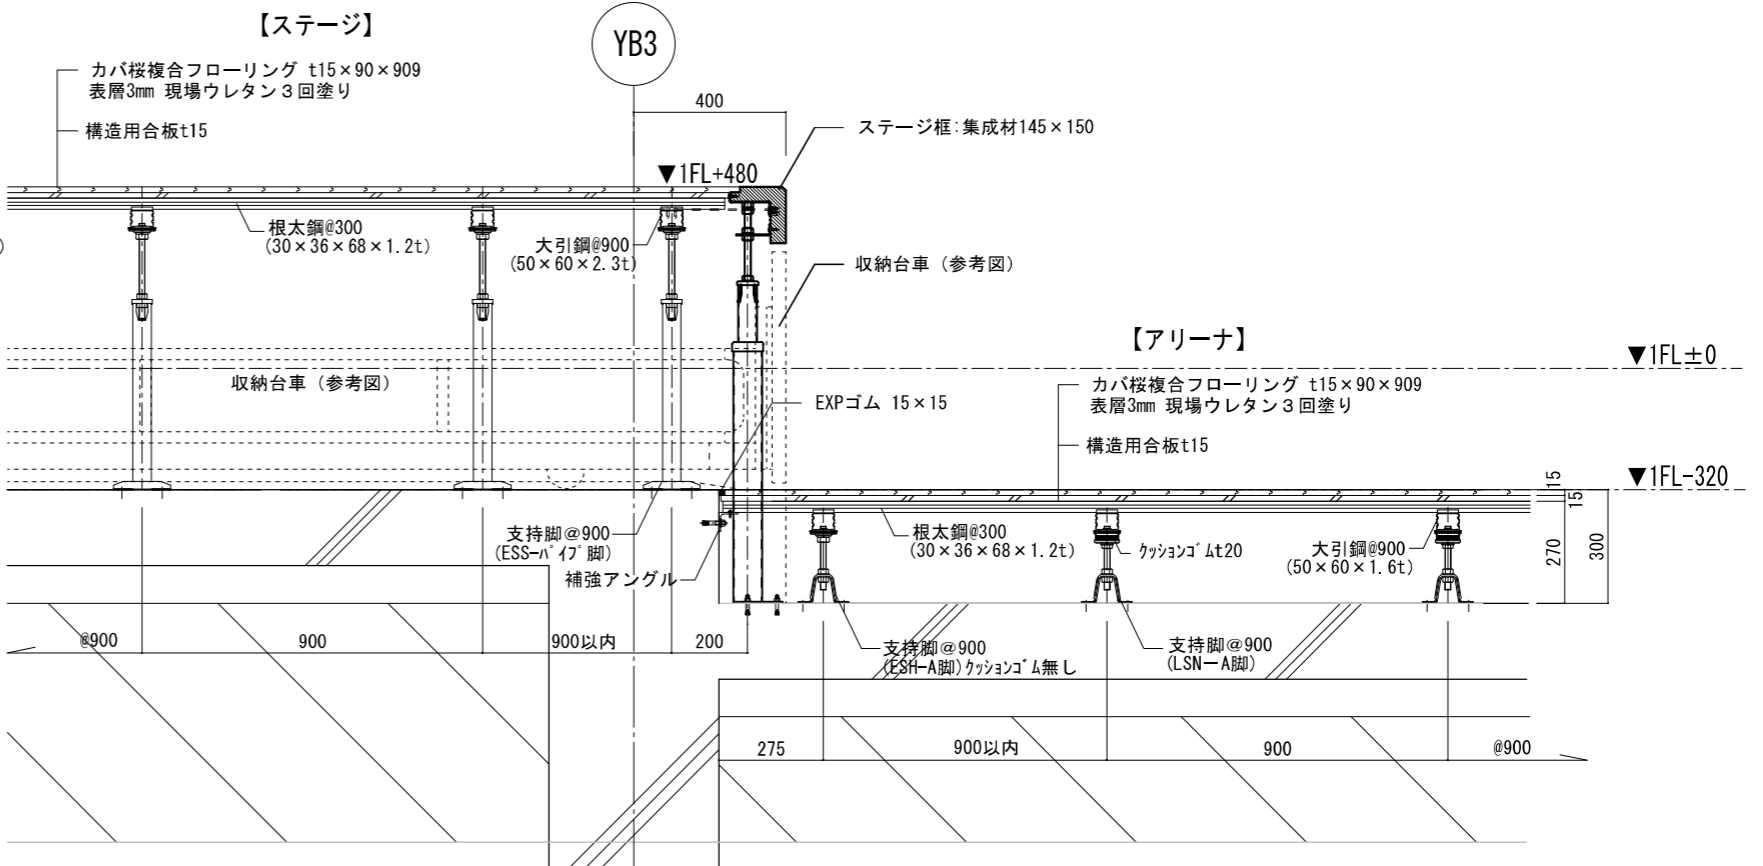 【ステージ】
YB3
カバ桜複合フローリング t15×90×909
表層3mm 現場ウレタン3回塗り
構造用合板t15
400
ステージ框:集成材145×150
▼1FL+480
根太鋼@300
(30×36×68×1.2t)
大引鋼@900
(50×60×2.3t)
)
収納台車 (参考図)
【アリーナ】
▼1FL±0
収納台車 (参考図)
カバ桜複合フローリング t15×90×909
表層3mm 現場ウレタン3回塗り
EXPゴム 15×15
構造用合板t15
▼1FL-320
15
15
支持脚@900
(ESS-パイプ脚)
補強アングル
根太鋼@300
(30×36×68×1.2t)
クッションゴムt20
大引鋼@900
(50×60×1.6t)
270
300
@900
900
900以内
200
支持脚@900
(ESH-A脚)クッションゴム無し
支持脚@900
(LSN-A脚)
275
900以内
900
@900